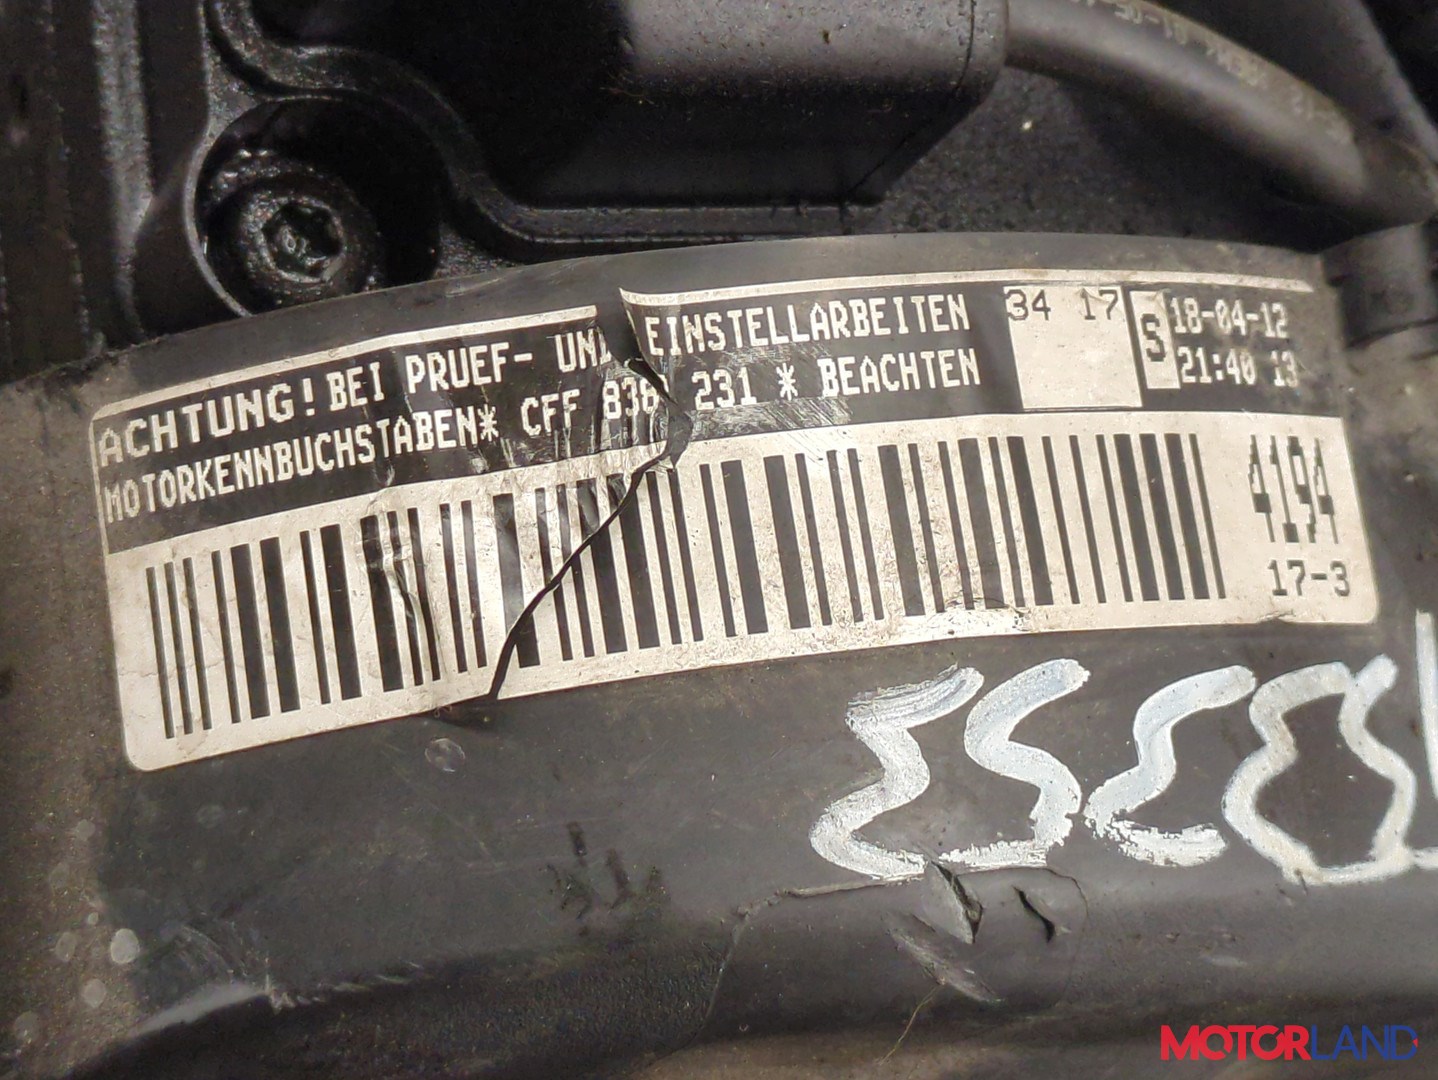 ACHTUNG! BEI PRUEF- UND EINSTELLARBEITEN
MOTORKENNBUCHSTABEN* CFF 231 * BEACHTEN
34 17
S
18-04-12
21:40 13
4194
17-3
MOTORLAND